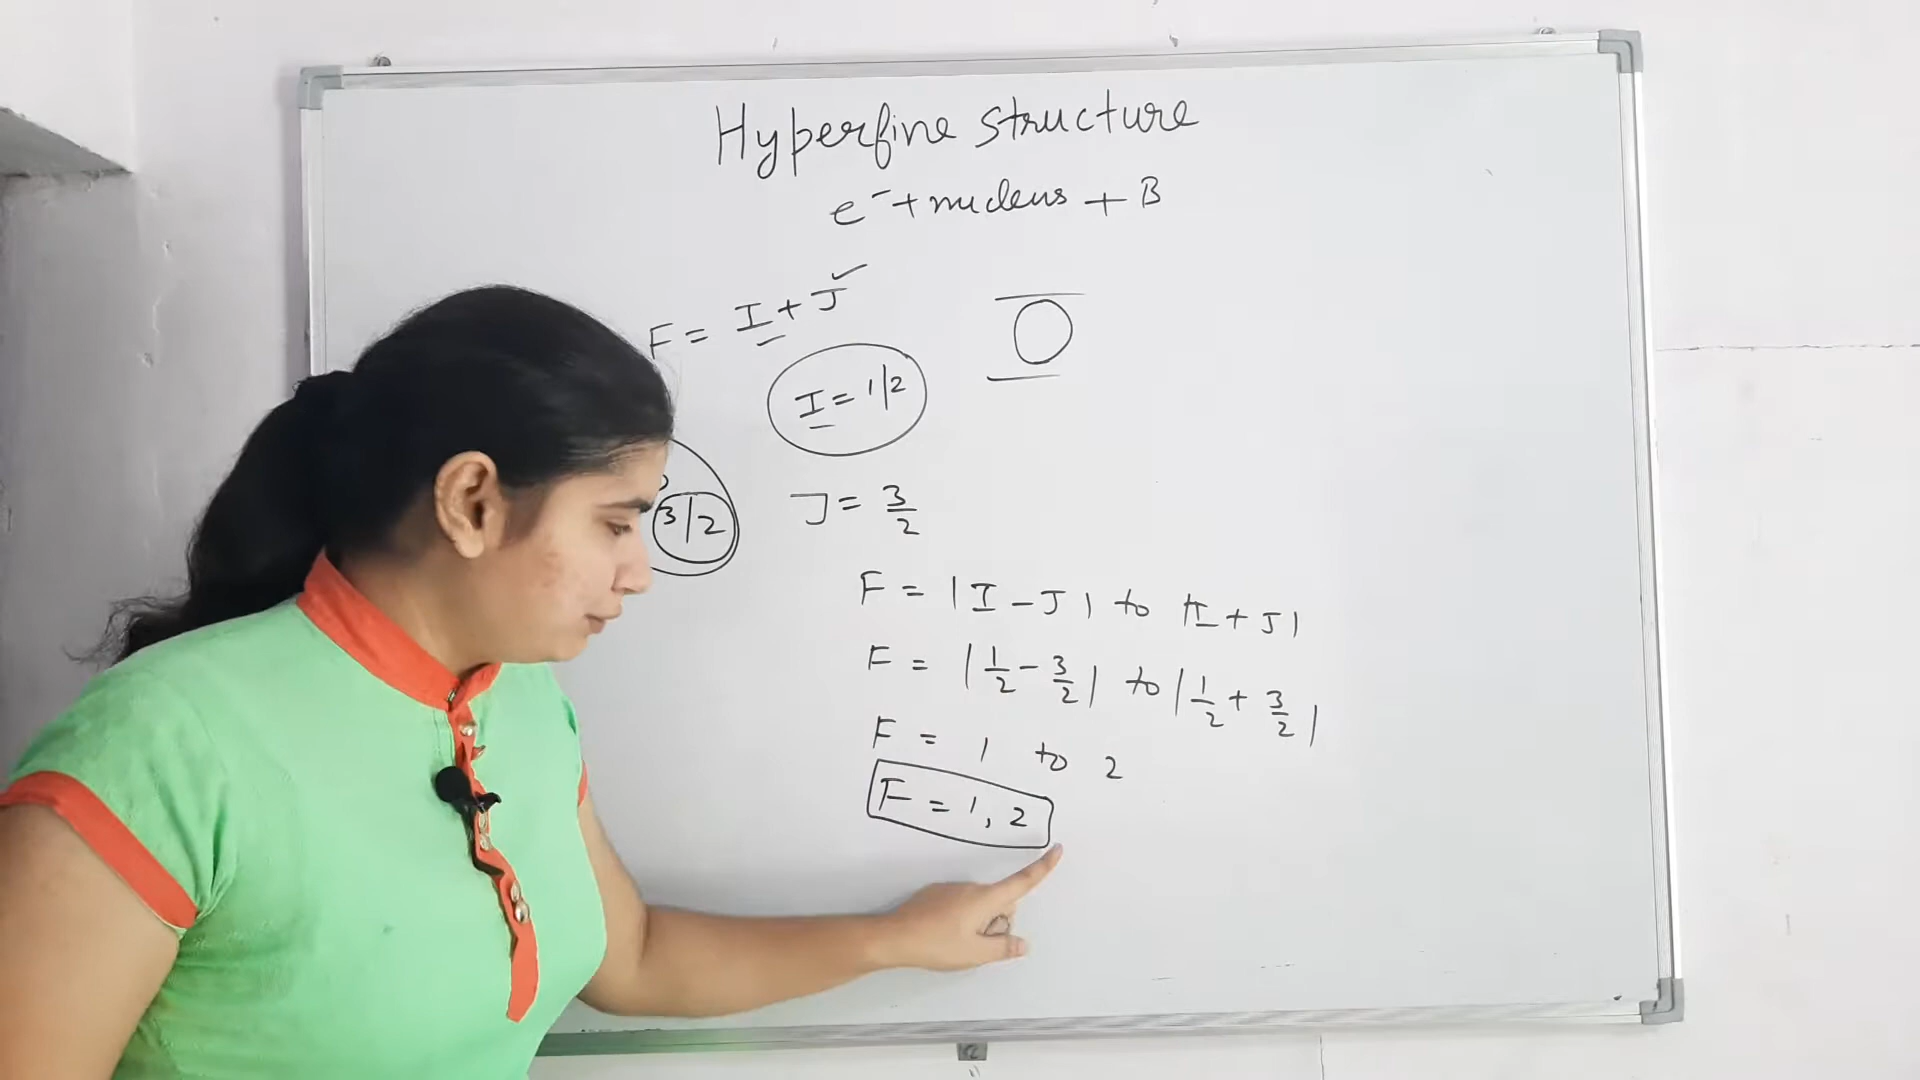 Hyperfine structure
e⁻ + nucleus + B
F = I + J ✓
I = 1/2
3/2
J = 3/2
F = |I - J| to |I + J|
F = |1/2 - 3/2| to |1/2 + 3/2|
F = 1 to 2
F = 1, 2